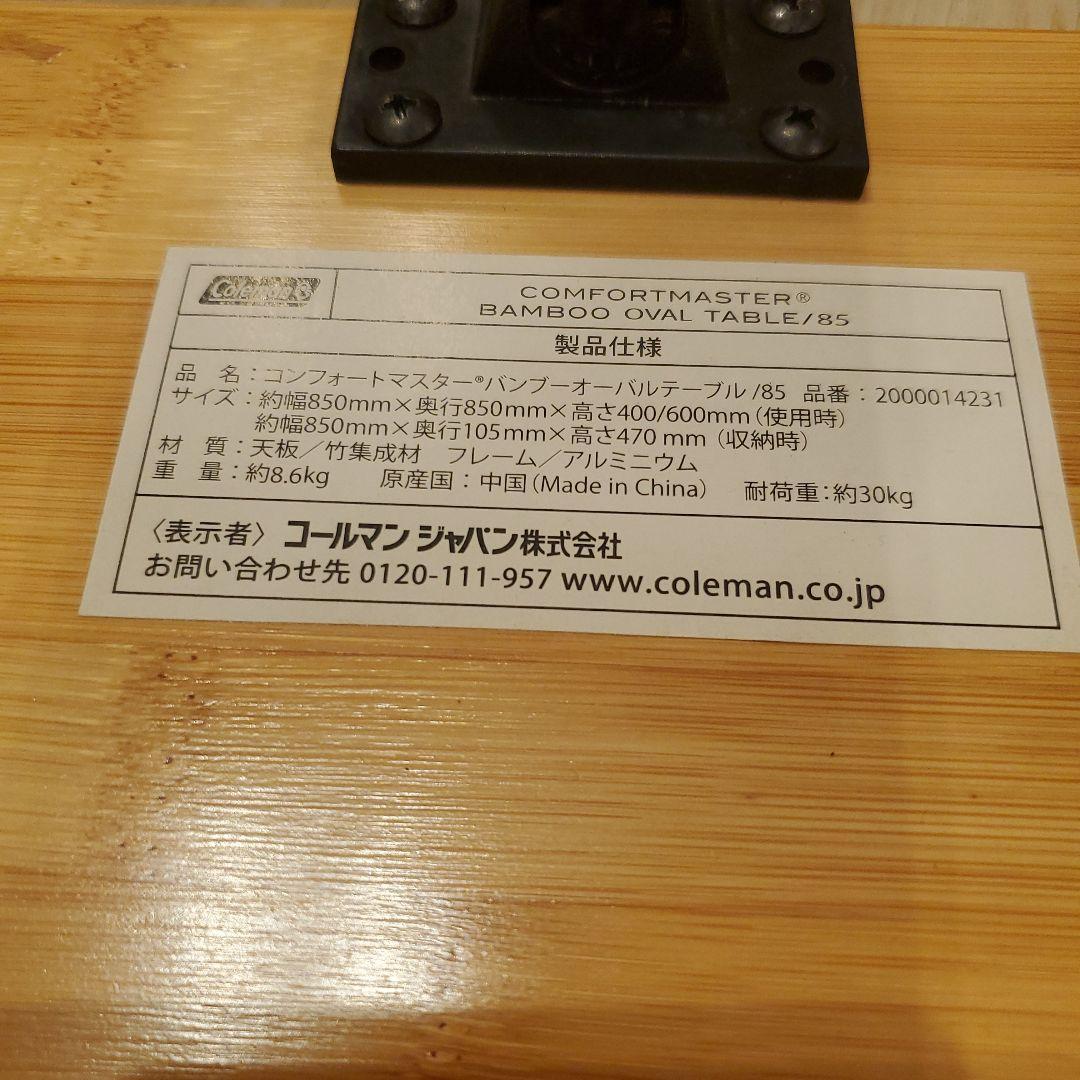 Coleman
COMFORTMASTER®
BAMBOO OVAL TABLE/85
製品仕様
品　名：コンフォートマスター®バンブーオーバルテーブル /85　品番：2000014231
サイズ：約幅850mm×奥行850mm×高さ400/600mm（使用時）
約幅850mm×奥行105mm×高さ470 mm（収納時）
材　質：天板／竹集成材　フレーム／アルミニウム
重　量：約8.6kg　原産国：中国（Made in China）　耐荷重：約30kg
〈表示者〉コールマン ジャパン株式会社
お問い合わせ先 0120-111-957 www.coleman.co.jp